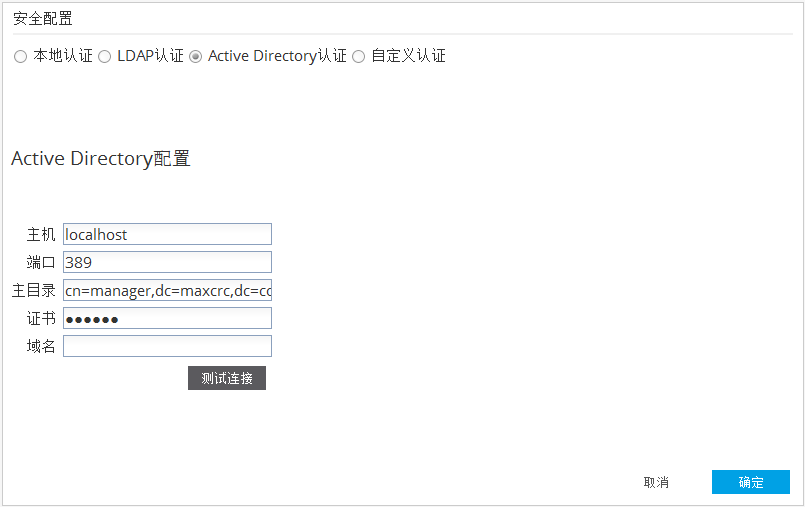 安全配置
本地认证 LDAP认证 Active Directory认证 自定义认证
Active Directory配置
主机 localhost
端口 389
主目录 cn=manager,dc=maxcrc,dc=cc
证书 ●●●●●●
域名
测试连接
取消 确定